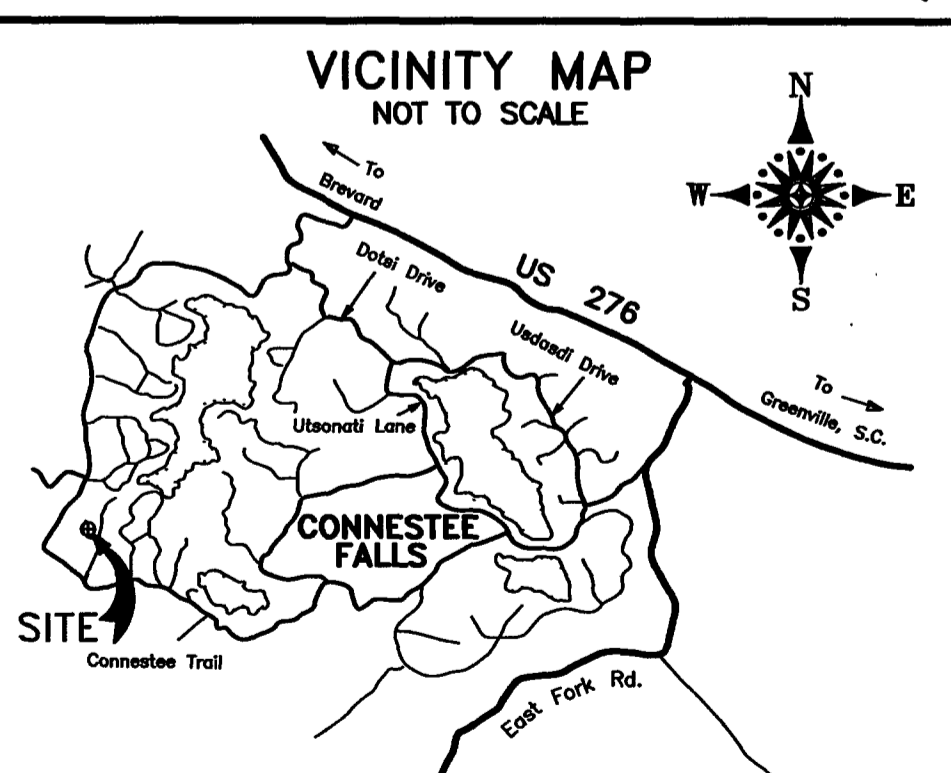 VICINITY MAP
NOT TO SCALE
N
W
E
S
To
Brevard
Dotsi Drive
US 276
Usdasdi Drive
To
Greenville, S.C.
Utsonati Lane
CONNESTEE
FALLS
SITE
Connestee Trail
East Fork Rd.